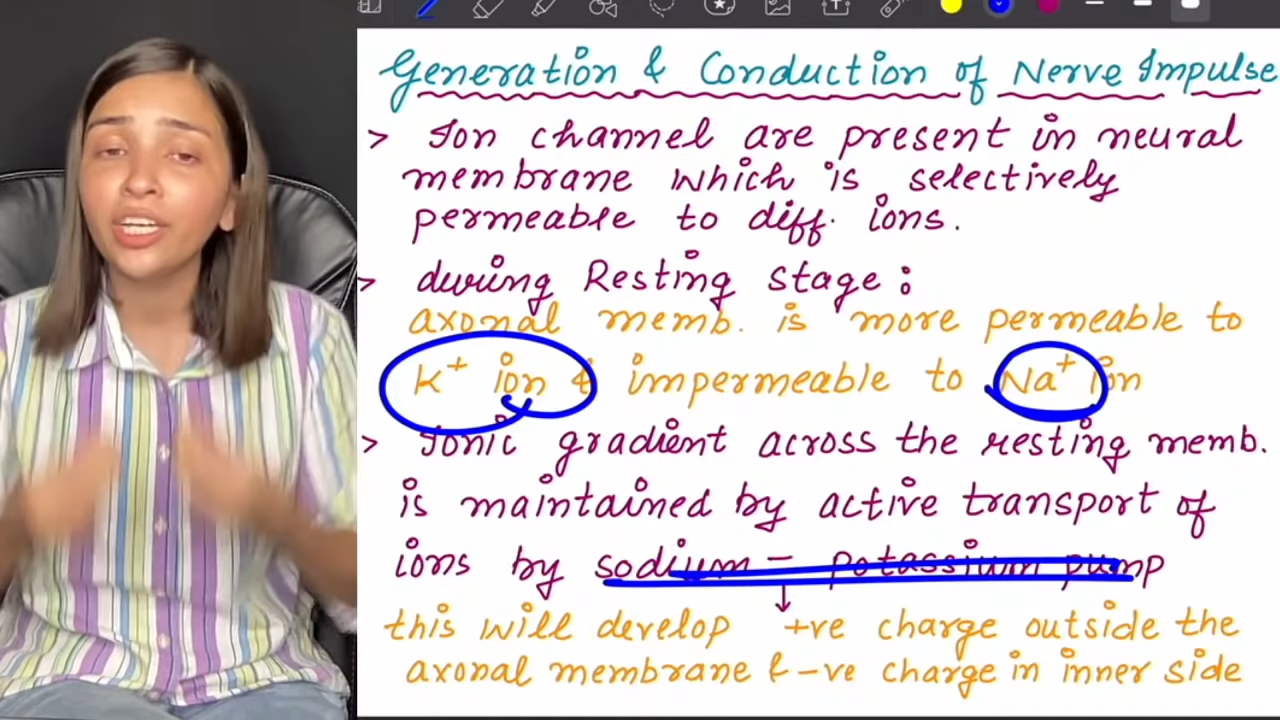 Generation & Conduction of Nerve Impulse
> Ion channel are present in neural
membrane which is selectively
permeable to diff. ions.
> during Resting stage :
axonal memb. is more permeable to
K⁺ ion & impermeable to Na⁺ ion
> Ionic gradient across the resting memb.
is maintained by active transport of
ions by sodium - potassium pump
↓
this will develop +ve charge outside the
axonal membrane & -ve charge in inner side